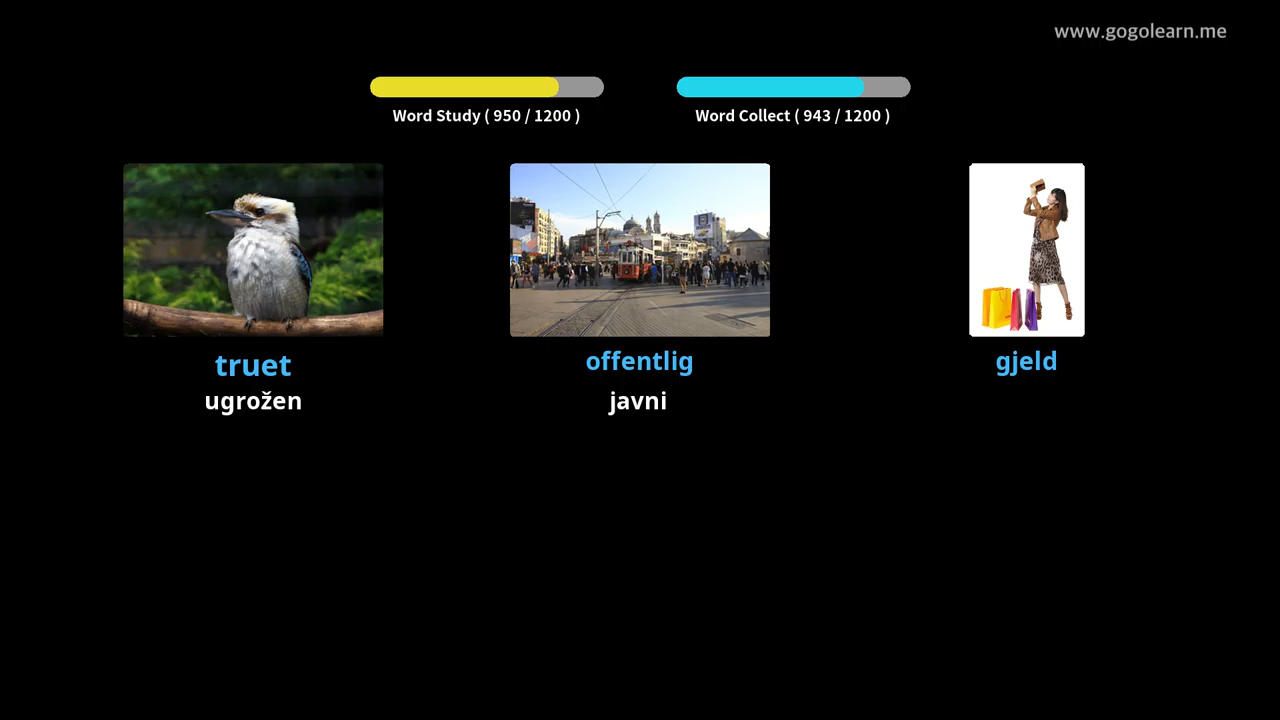 www.gogolearn.me
Word Study ( 950 / 1200 )
Word Collect ( 943 / 1200 )
truet
ugrožen
offentlig
javni
gjeld